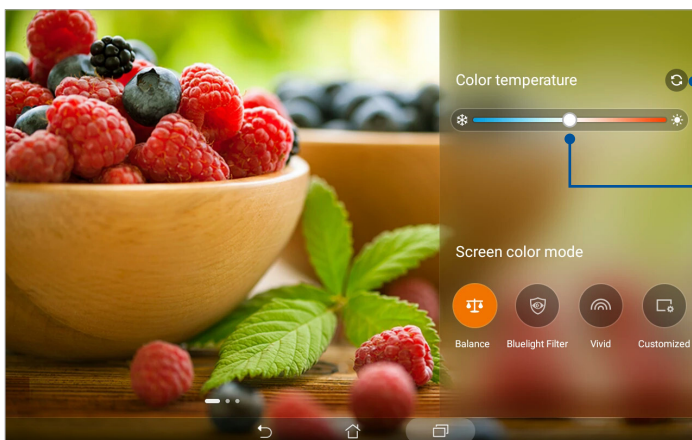 Color temperature
Screen color mode
Balance
Bluelight Filter
Vivid
Customized